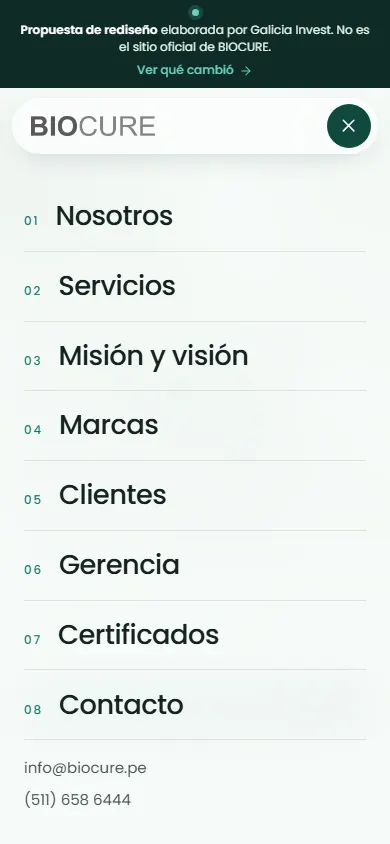 Propuesta de rediseño elaborada por Galicia Invest. No es
el sitio oficial de BIOCURE.
Ver qué cambió →
BIOCURE
01 Nosotros
02 Servicios
03 Misión y visión
04 Marcas
05 Clientes
06 Gerencia
07 Certificados
08 Contacto
info@biocure.pe
(511) 658 6444